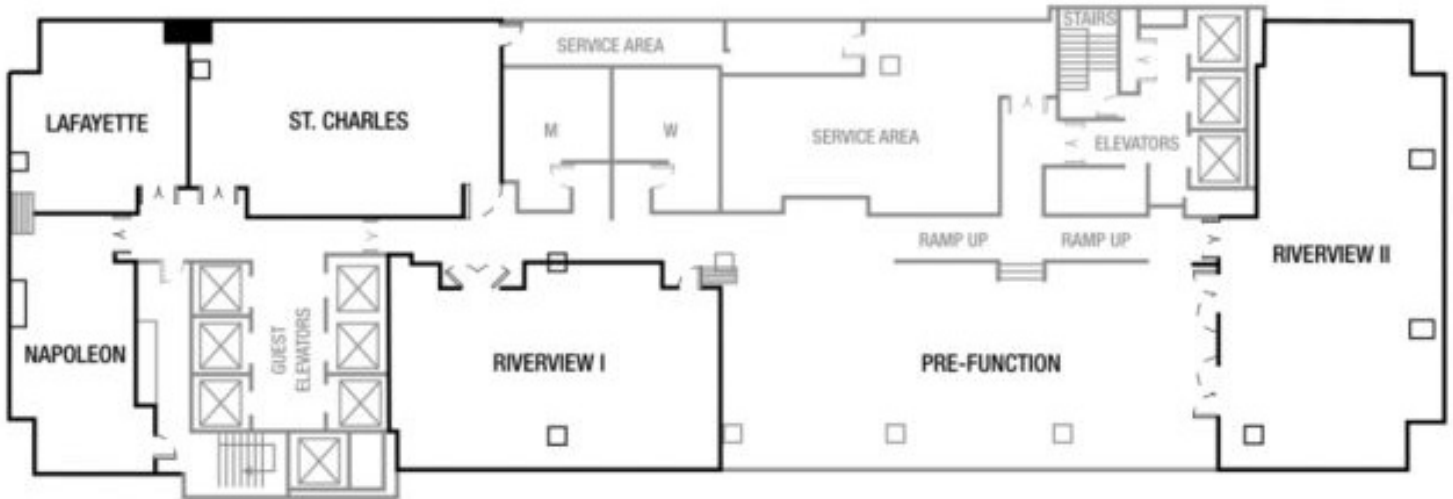 STAIRS
SERVICE AREA
LAFAYETTE
ST. CHARLES
M
W
SERVICE AREA
ELEVATORS
RAMP UP
RAMP UP
RIVERVIEW II
NAPOLEON
GUEST
ELEVATORS
RIVERVIEW I
PRE-FUNCTION